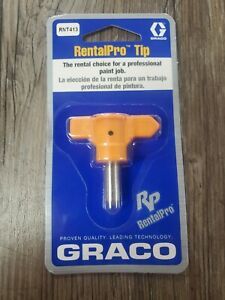 RNT413
GRACO
RentalPro™ Tip
The rental choice for a professional
paint job.
La elección de la renta para un trabajo
profesional de pintura.
RP
RentalPro™
PROVEN QUALITY. LEADING TECHNOLOGY.
GRACO